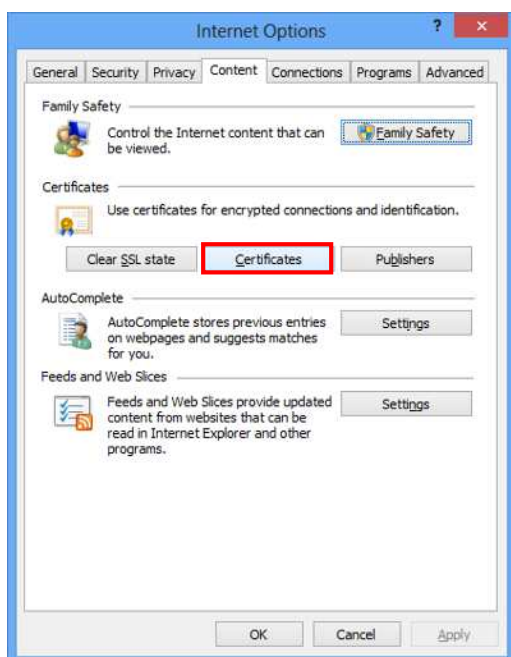 Internet Options
?
×
General Security Privacy Content Connections Programs Advanced
Family Safety
Control the Internet content that can
be viewed.
Family Safety
Certificates
Use certificates for encrypted connections and identification.
Clear SSL state
Certificates
Publishers
AutoComplete
AutoComplete stores previous entries
on webpages and suggests matches
for you.
Settings
Feeds and Web Slices
Feeds and Web Slices provide updated
content from websites that can be
read in Internet Explorer and other
programs.
Settings
OK
Cancel
Apply